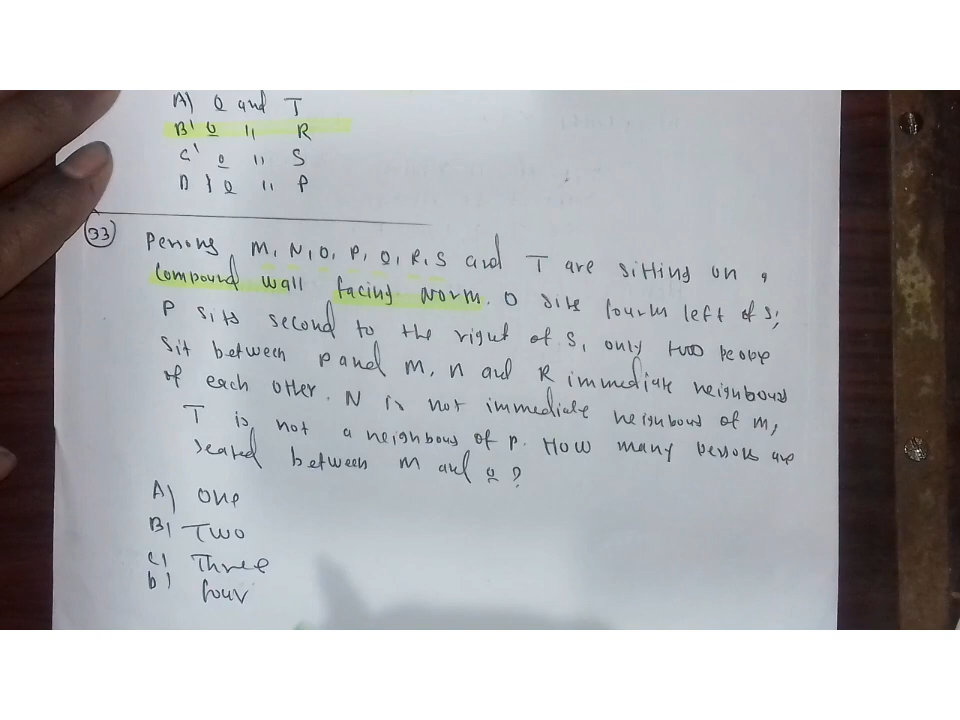 A) Q and T
B) Q " R
C) Q " S
D) Q " P
(33) Persons M, N, O, P, Q, R, S and T are sitting on a
compound wall facing North. O sits fourth left of S;
P sits second to the right of S, only two people
sit between P and M, N and R immediate neighbours
of each other. N is not immediate neighbour of M,
T is not a neighbour of P. How many persons are
seated between M and Q?
A) One
B) Two
C) Three
D) four